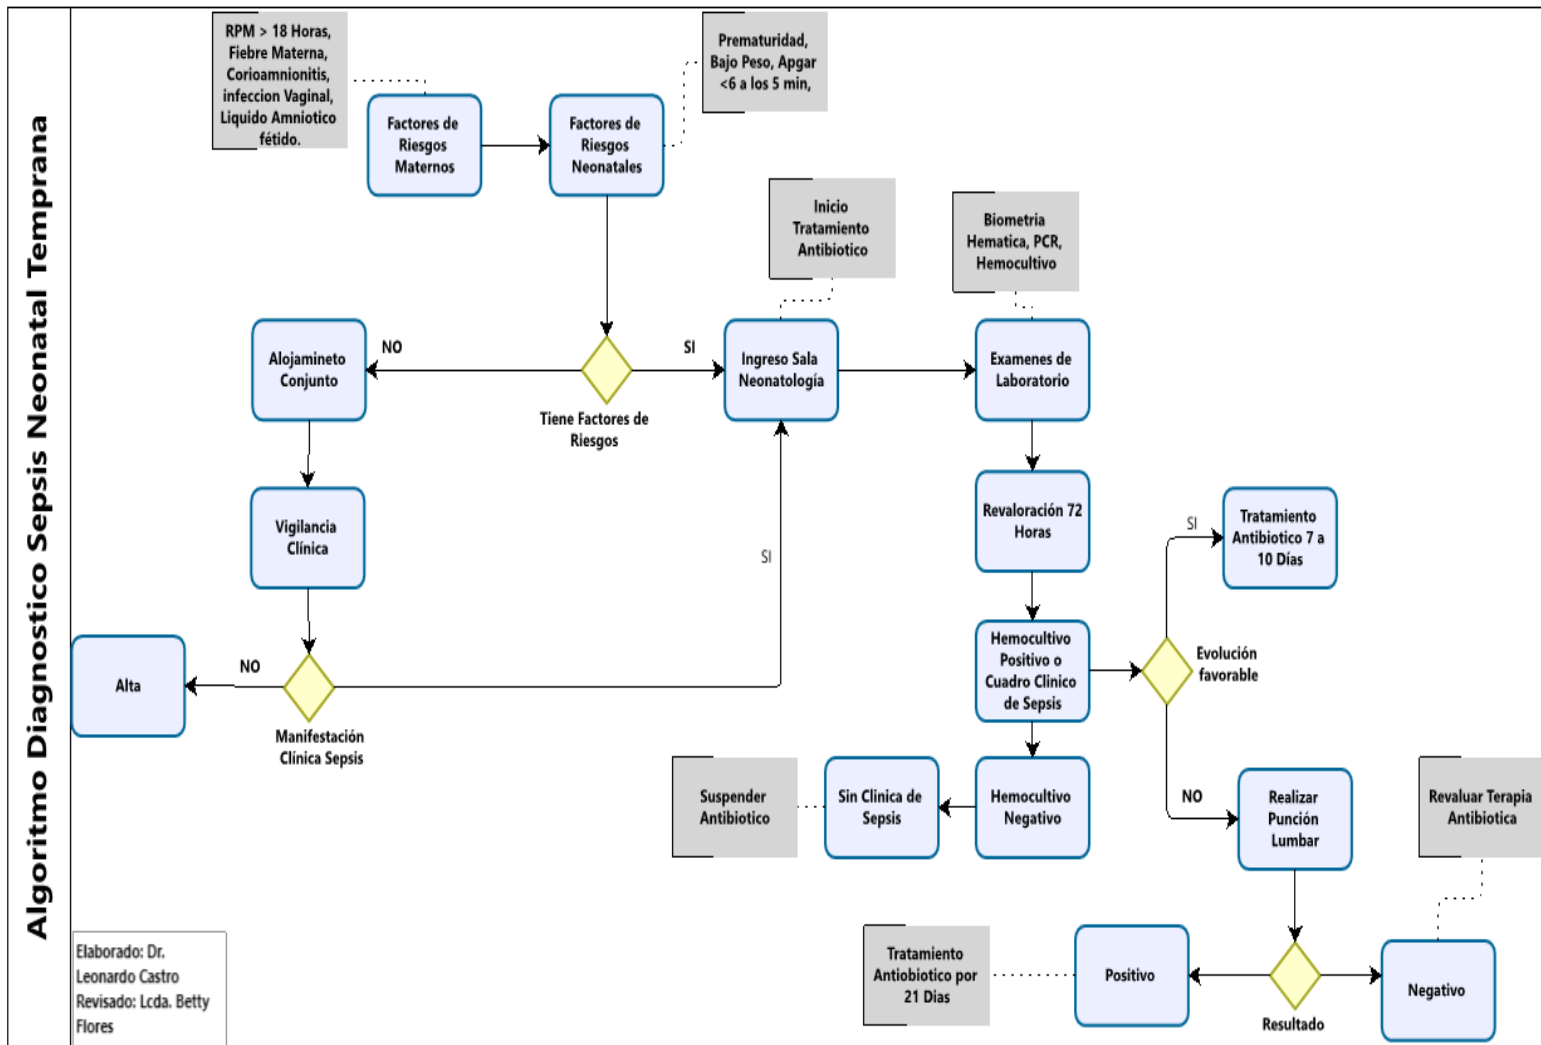 Algoritmo Diagnostico Sepsis Neonatal Temprana
RPM > 18 Horas,
Fiebre Materna,
Corioamnionitis,
infeccion Vaginal,
Liquido Amniotico
fétido.
Factores de
Riesgos
Maternos
Factores de
Riesgos
Neonatales
Prematuridad,
Bajo Peso, Apgar
<6 a los 5 min,
Inicio
Tratamiento
Antibiotico
Biometria
Hematica, PCR,
Hemocultivo
Alojamineto
Conjunto
NO
Tiene Factores de
Riesgos
SI
Ingreso Sala
Neonatología
Examenes de
Laboratorio
Vigilancia
Clínica
Revaloración 72
Horas
SI
Tratamiento
Antibiotico 7 a
10 Días
SI
Alta
NO
Manifestación
Clínica Sepsis
Hemocultivo
Positivo o
Cuadro Clinico
de Sepsis
Evolución
favorable
Suspender
Antibiotico
Sin Clinica de
Sepsis
Hemocultivo
Negativo
NO
Realizar
Punción
Lumbar
Revaluar Terapia
Antibiotica
Tratamiento
Antiobiotico por
21 Dias
Positivo
Resultado
Negativo
Elaborado: Dr.
Leonardo Castro
Revisado: Lcda. Betty
Flores